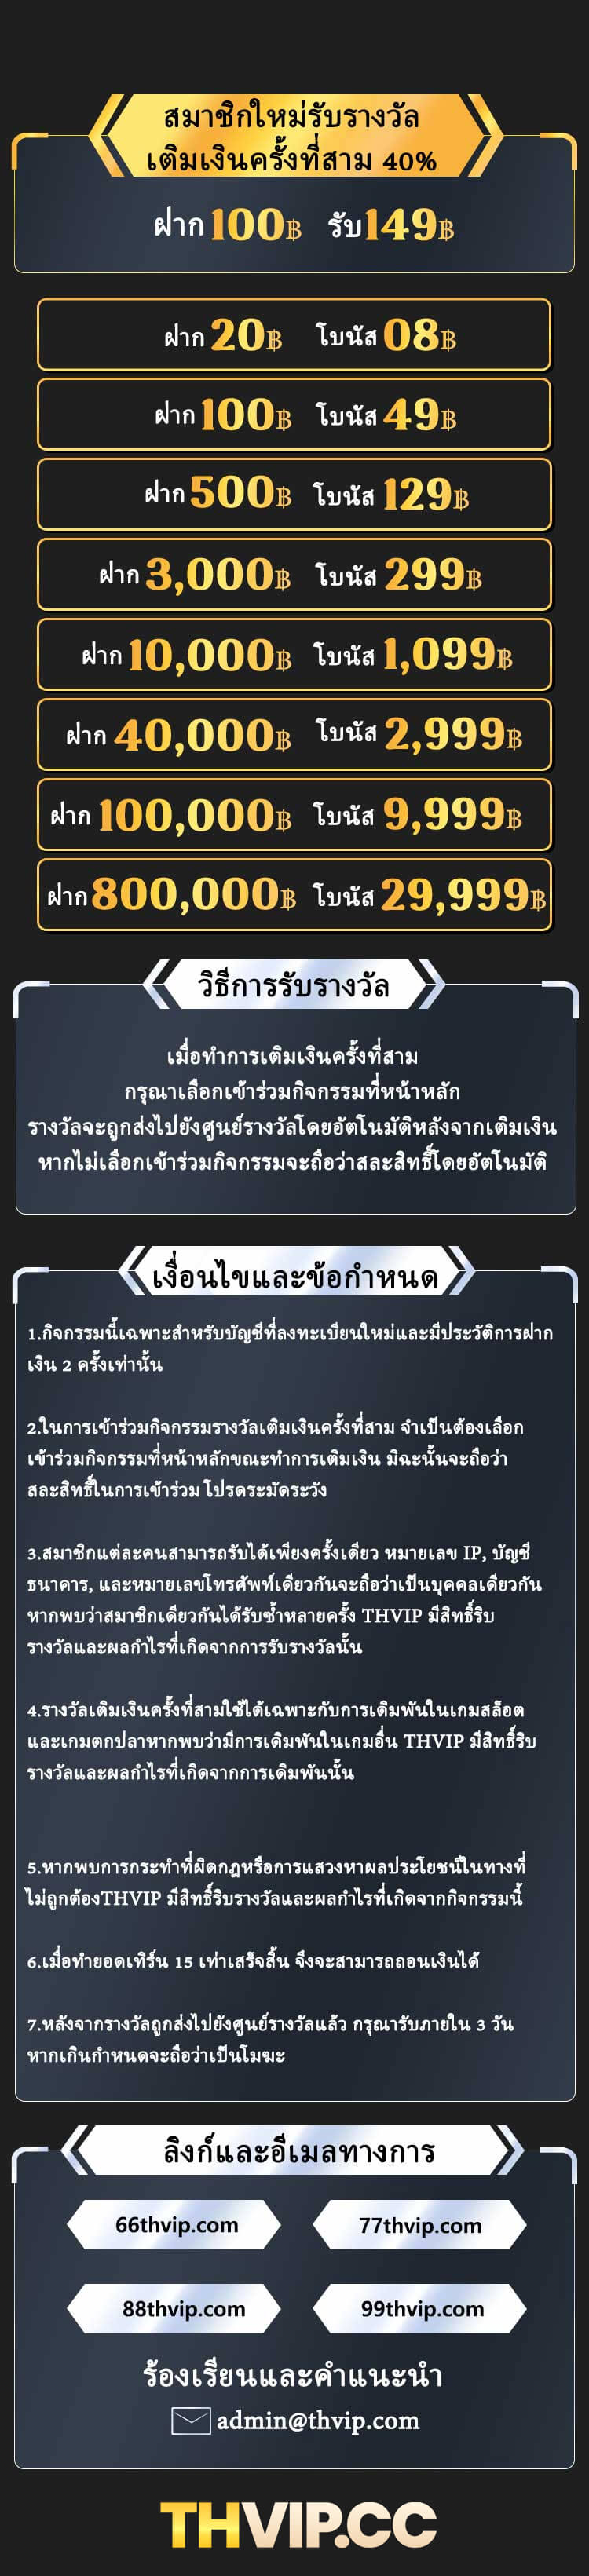 สมาชิกใหม่รับรางวัล
เติมเงินครั้งที่สาม 40%
ฝาก 100฿ รับ 149฿
ฝาก 20฿ โบนัส 08฿
ฝาก 100฿ โบนัส 49฿
ฝาก 500฿ โบนัส 129฿
ฝาก 3,000฿ โบนัส 299฿
ฝาก 10,000฿ โบนัส 1,099฿
ฝาก 40,000฿ โบนัส 2,999฿
ฝาก 100,000฿ โบนัส 9,999฿
ฝาก 800,000฿ โบนัส 29,999฿
วิธีการรับรางวัล
เมื่อทำการเติมเงินครั้งที่สาม
กรุณาเลือกเข้าร่วมกิจกรรมที่หน้าหลัก
รางวัลจะถูกส่งไปยังศูนย์รางวัลโดยอัตโนมัติหลังจากเติมเงิน
หากไม่เลือกเข้าร่วมกิจกรรมจะถือว่าสละสิทธิ์โดยอัตโนมัติ
เงื่อนไขและข้อกำหนด
1.กิจกรรมนี้เฉพาะสำหรับบัญชีที่ลงทะเบียนใหม่และมีประวัติการฝาก
เงิน 2 ครั้งเท่านั้น
2.ในการเข้าร่วมกิจกรรมรางวัลเติมเงินครั้งที่สาม จำเป็นต้องเลือก
เข้าร่วมกิจกรรมที่หน้าหลักขณะทำการเติมเงิน มิฉะนั้นจะถือว่า
สละสิทธิ์ในการเข้าร่วม โปรดระมัดระวัง
3.สมาชิกแต่ละคนสามารถรับได้เพียงครั้งเดียว หมายเลข IP, บัญชี
ธนาคาร, และหมายเลขโทรศัพท์เดียวกันจะถือว่าเป็นบุคคลเดียวกัน
หากพบว่าสมาชิกเดียวกันได้รับซ้ำหลายครั้ง THVIP มีสิทธิ์ริบ
รางวัลและผลกำไรที่เกิดจากการรับรางวัลนั้น
4.รางวัลเติมเงินครั้งที่สามใช้ได้เฉพาะกับการเดิมพันในเกมสล็อต
และเกมตกปลาหากพบว่ามีการเดิมพันในเกมอื่น THVIP มีสิทธิ์ริบ
รางวัลและผลกำไรที่เกิดจากการเดิมพันนั้น
5.หากพบการกระทำที่ผิดกฎหรือการแสวงหาผลประโยชน์ในทางที่
ไม่ถูกต้องTHVIP มีสิทธิ์ริบรางวัลและผลกำไรที่เกิดจากกิจกรรมนี้
6.เมื่อทำยอดเทิร์น 15 เท่าเสร็จสิ้น จึงจะสามารถถอนเงินได้
7.หลังจากรางวัลถูกส่งไปยังศูนย์รางวัลแล้ว กรุณารับภายใน 3 วัน
หากเกินกำหนดจะถือว่าเป็นโมฆะ
ลิงก์และอีเมลทางการ
66thvip.com 77thvip.com
88thvip.com 99thvip.com
ร้องเรียนและคำแนะนำ
admin@thvip.com
THVIP.CC